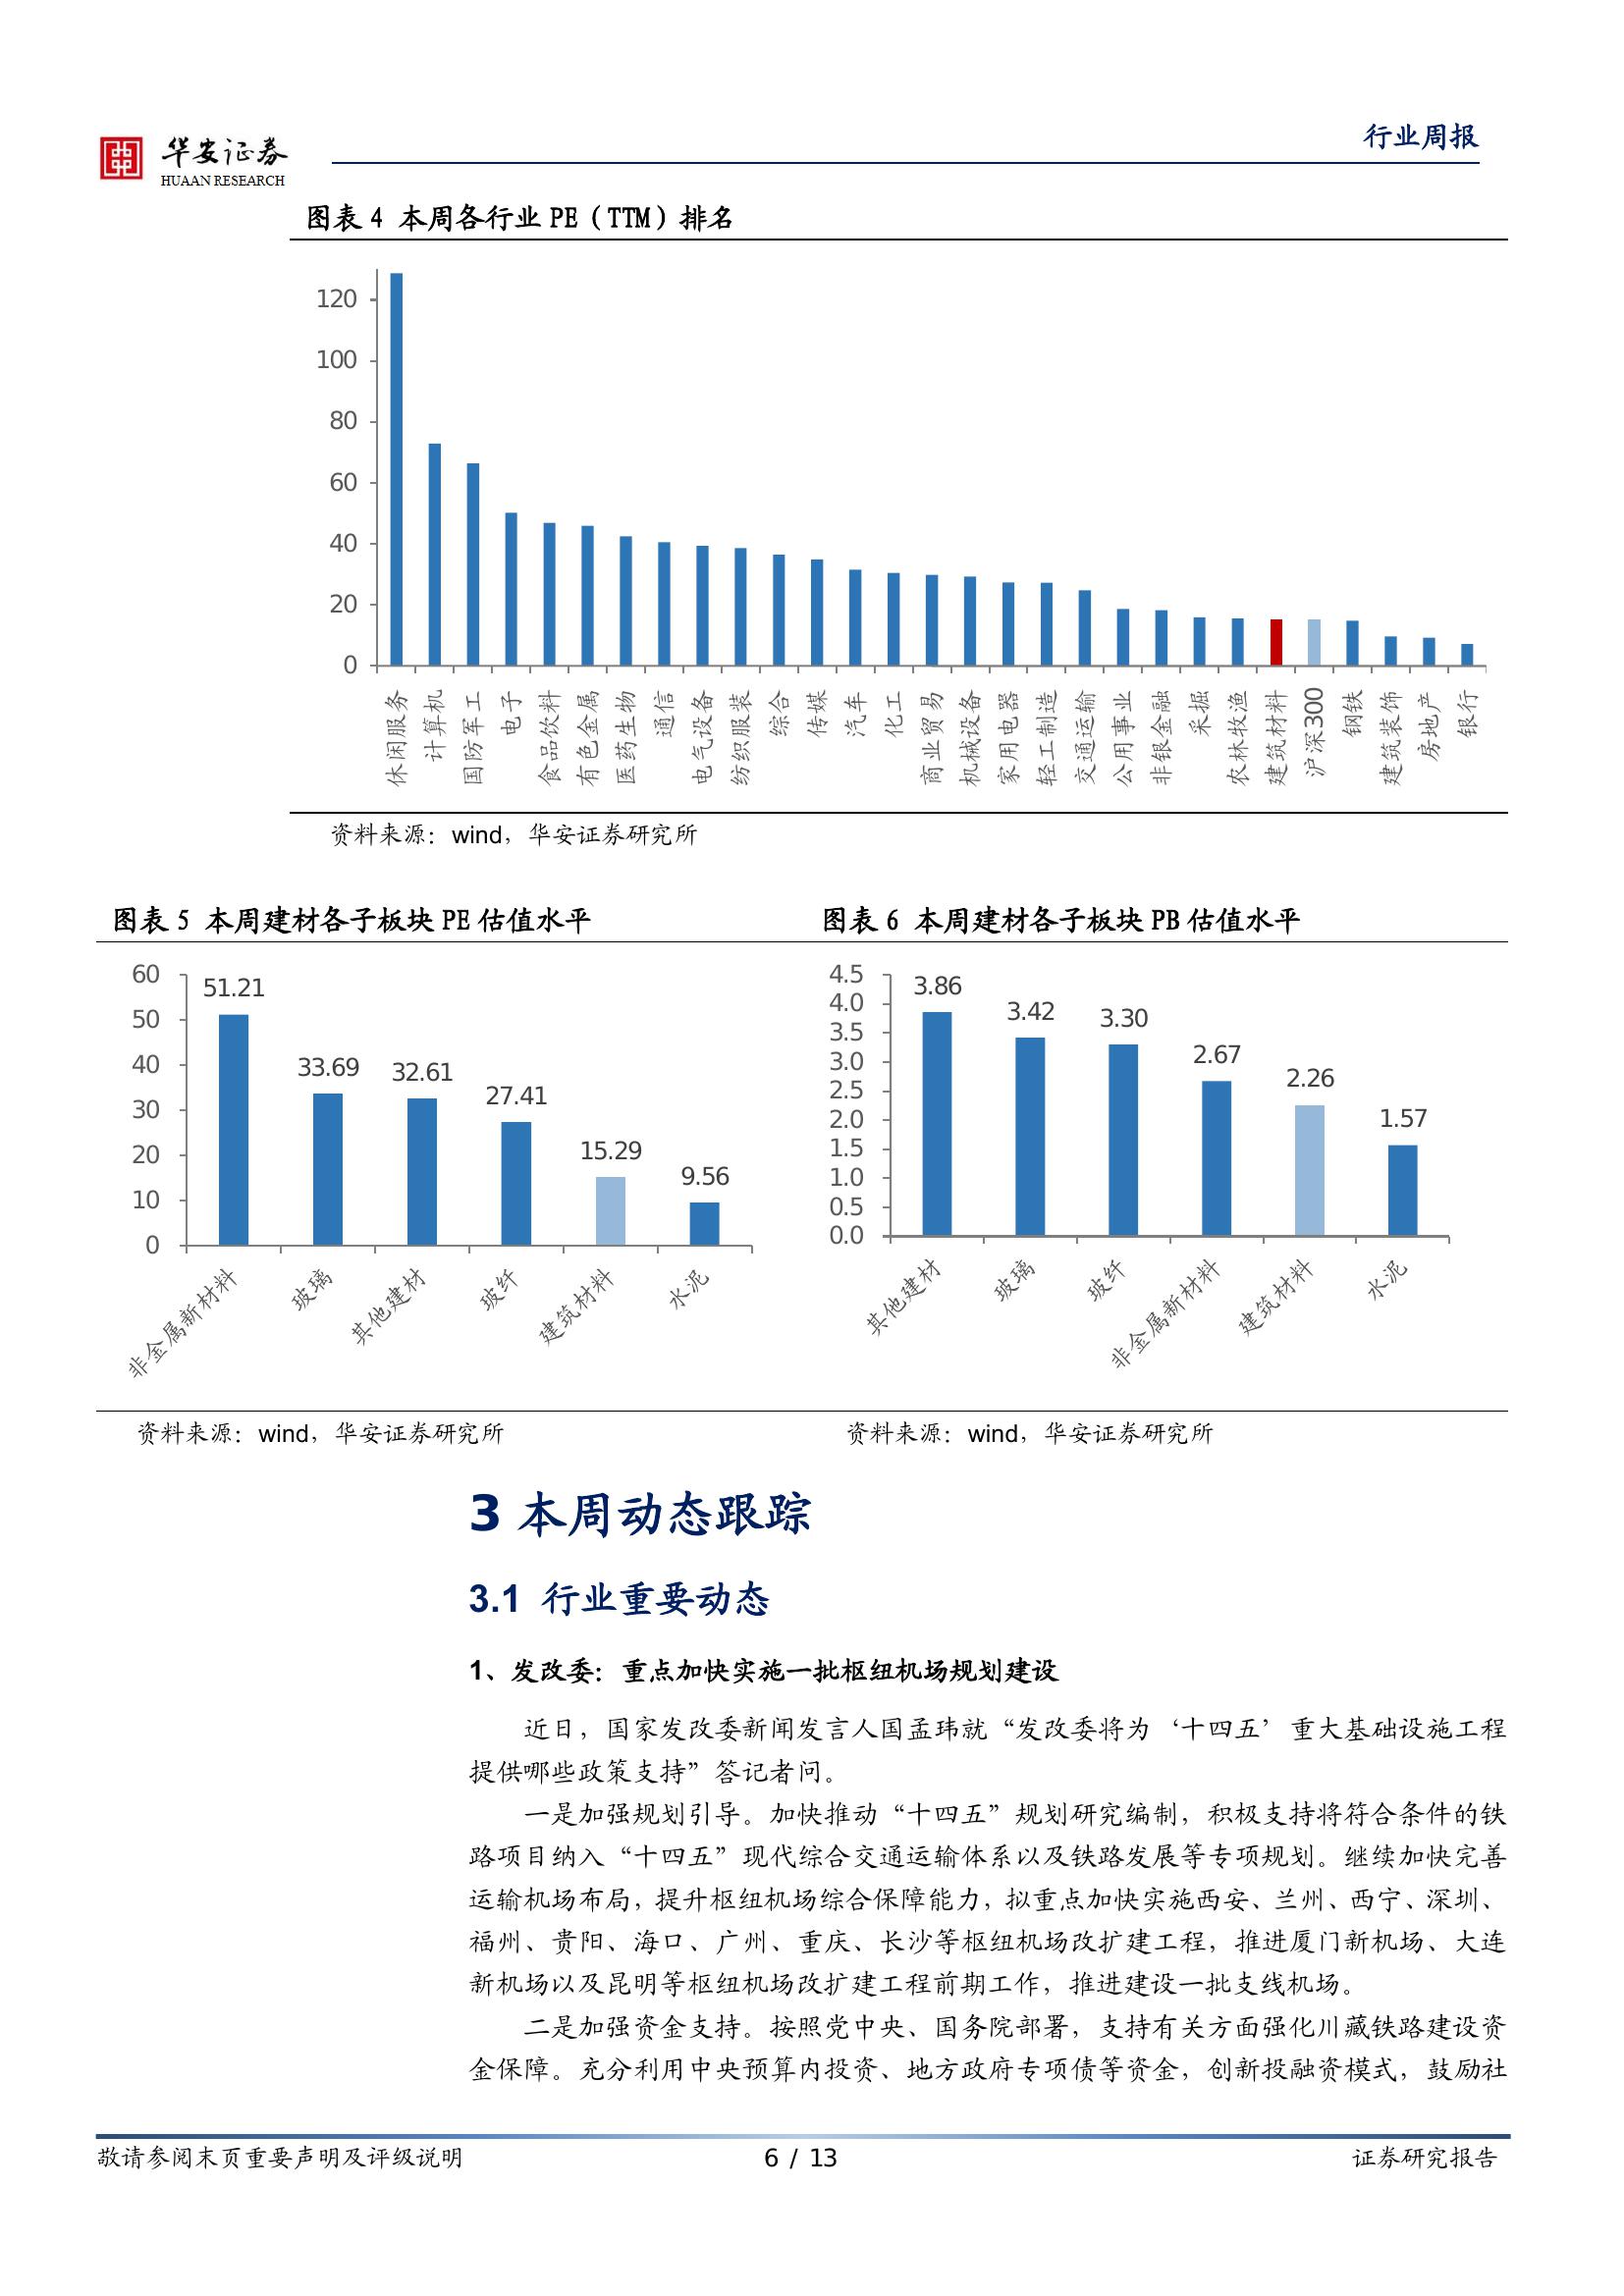 华安证券
HUAAN RESEARCH
行业周报
图表 4 本周各行业 PE（TTM）排名
120
100
80
60
40
20
0
休闲服务
计算机
国防军工
电子
食品饮料
有色金属
医药生物
通信
电气设备
纺织服装
综合
传媒
汽车
化工
商业贸易
机械设备
家用电器
轻工制造
交通运输
公用事业
非银金融
采掘
农林牧渔
建筑材料
沪深300
钢铁
建筑装饰
房地产
银行
资料来源：wind，华安证券研究所
图表 5 本周建材各子板块 PE 估值水平
60
50
40
30
20
10
0
51.21
33.69
32.61
27.41
15.29
9.56
非金属新材料
玻璃
其他建材
玻纤
建筑材料
水泥
资料来源：wind，华安证券研究所
图表 6 本周建材各子板块 PB 估值水平
4.5
4.0
3.5
3.0
2.5
2.0
1.5
1.0
0.5
0.0
3.86
3.42
3.30
2.67
2.26
1.57
其他建材
玻璃
玻纤
非金属新材料
建筑材料
水泥
资料来源：wind，华安证券研究所
3 本周动态跟踪
3.1 行业重要动态
1、发改委：重点加快实施一批枢纽机场规划建设
近日，国家发改委新闻发言人国孟玮就“发改委将为‘十四五’重大基础设施工程
提供哪些政策支持”答记者问。
一是加强规划引导。加快推动“十四五”规划研究编制，积极支持将符合条件的铁
路项目纳入“十四五”现代综合交通运输体系以及铁路发展等专项规划。继续加快完善
运输机场布局，提升枢纽机场综合保障能力，拟重点加快实施西安、兰州、西宁、深圳、
福州、贵阳、海口、广州、重庆、长沙等枢纽机场改扩建工程，推进厦门新机场、大连
新机场以及昆明等枢纽机场改扩建工程前期工作，推进建设一批支线机场。
二是加强资金支持。按照党中央、国务院部署，支持有关方面强化川藏铁路建设资
金保障。充分利用中央预算内投资、地方政府专项债等资金，创新投融资模式，鼓励社
敬请参阅末页重要声明及评级说明
6 / 13
证券研究报告